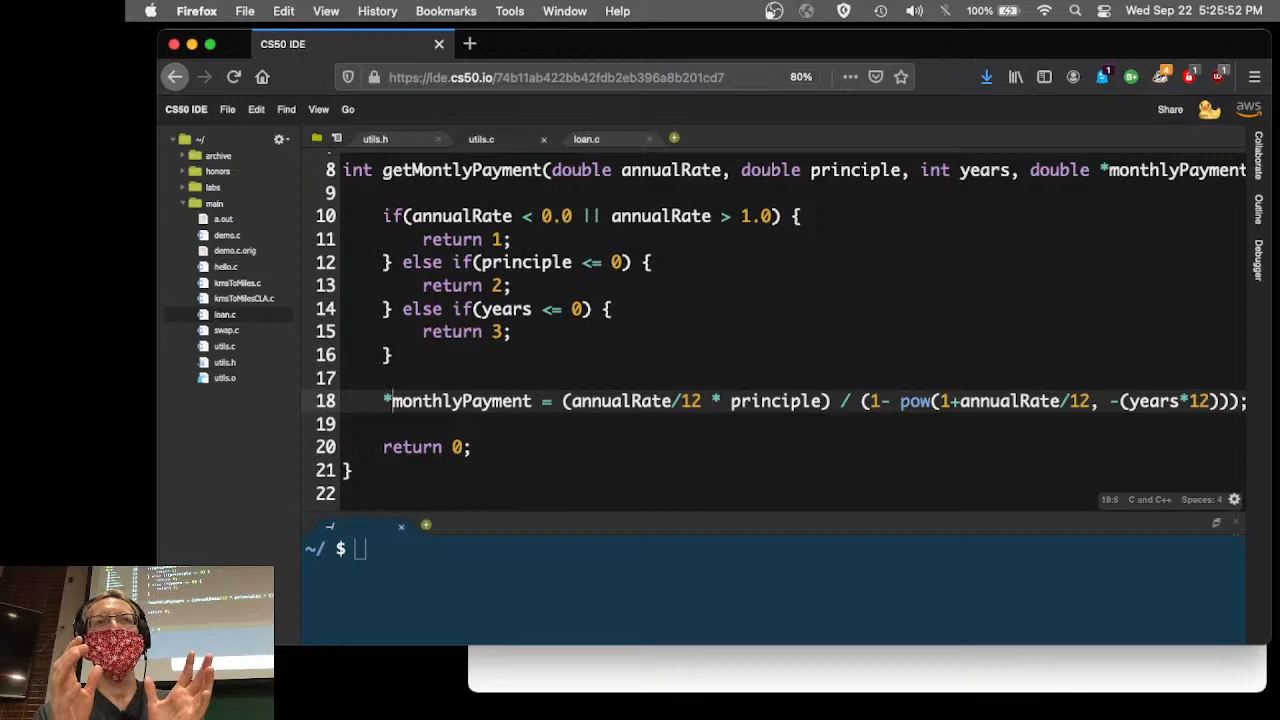 Firefox File Edit View History Bookmarks Tools Window Help 100% Wed Sep 22 5:25:52 PM
CS50 IDE
https://ide.cs50.io/74b11ab422bb42fdb2eb396a8b201cd7 80%
CS50 IDE File Edit Find View Go Share aws
~/ utils.h utils.c loan.c
archive
honors
labs
main
a.out
demo.c
demo.c.orig
hello.c
kmsToMiles.c
kmsToMilesCLA.c
loan.c
swap.c
utils.c
utils.h
utils.o
8 int getMontlyPayment(double annualRate, double principle, int years, double *monthlyPayment
9
10 if(annualRate < 0.0 || annualRate > 1.0) {
11 return 1;
12 } else if(principle <= 0) {
13 return 2;
14 } else if(years <= 0) {
15 return 3;
16 }
17
18 *monthlyPayment = (annualRate/12 * principle) / (1- pow(1+annualRate/12, -(years*12)));
19
20 return 0;
21 }
22
Collaborate
Outline
Debugger
18:6 C and C++ Spaces: 4
~/
~/ $